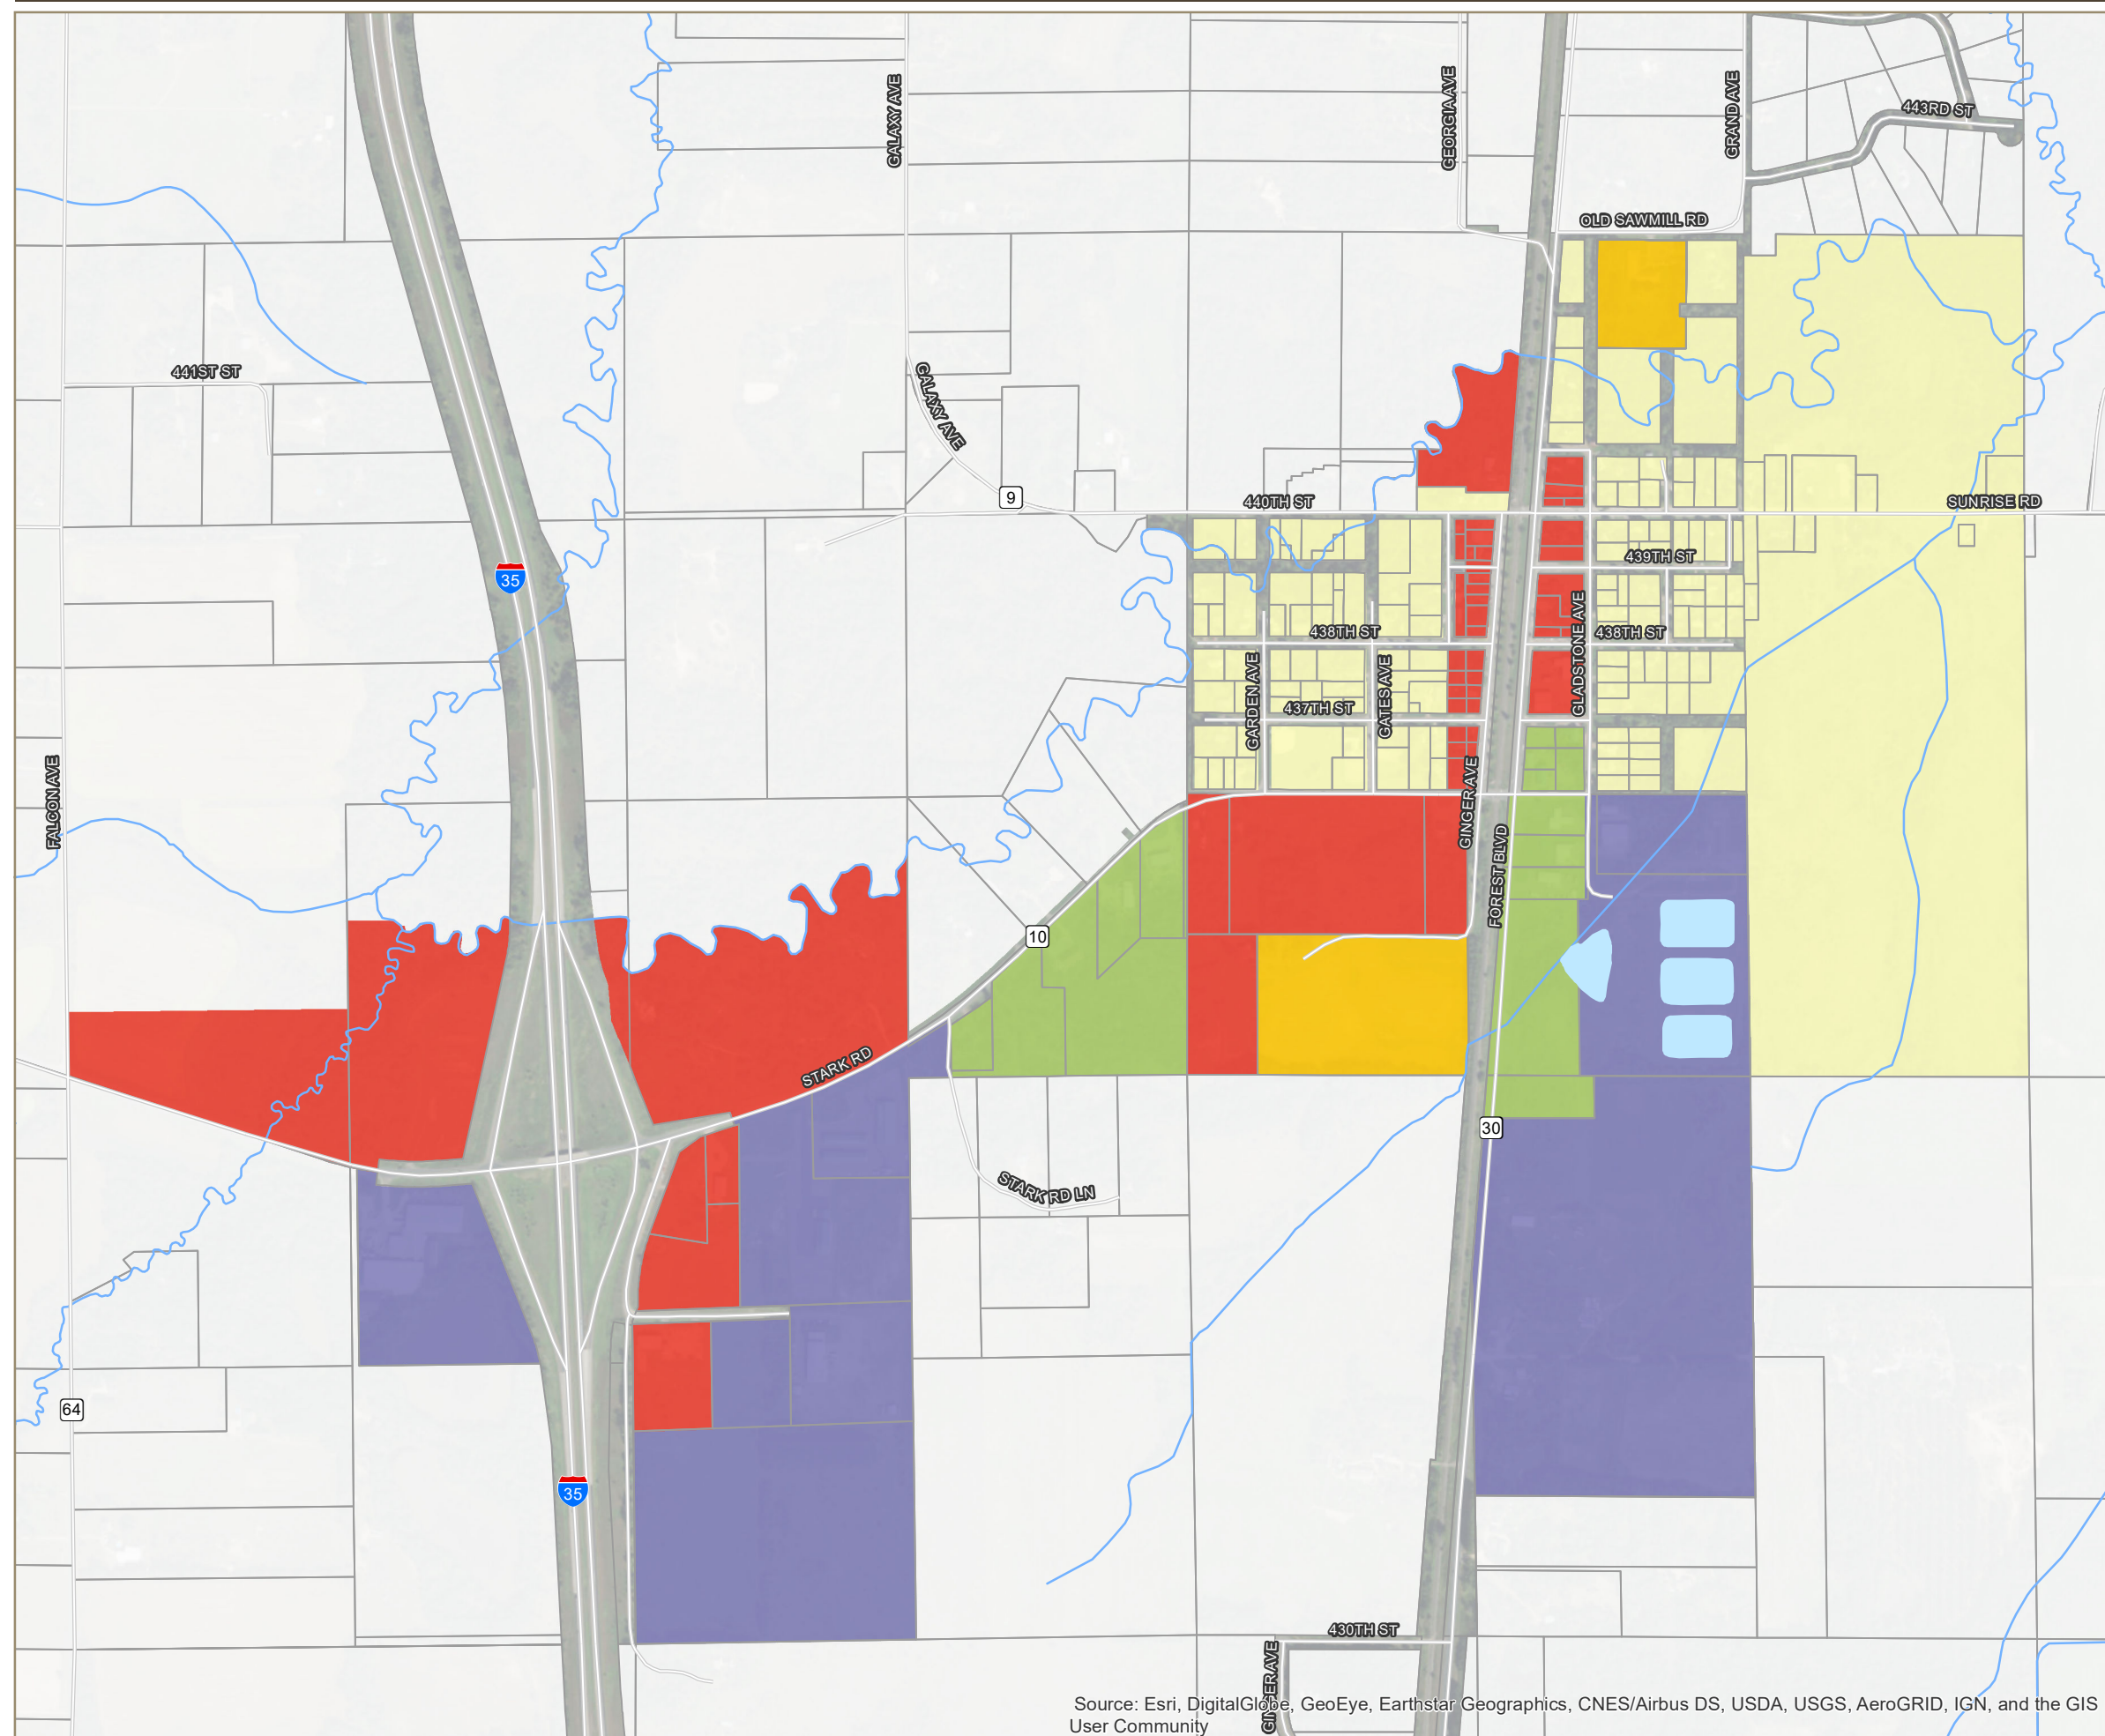 GALAXY AVE
GEORGIA AVE
GRAND AVE
443RD ST
OLD SAWMILL RD
441ST ST
GALAXY AVE
9
440TH ST
SUNRISE RD
35
439TH ST
438TH ST
438TH ST
GLADSTONE AVE
GARDEN AVE
GATES AVE
437TH ST
FALCON AVE
GINGER AVE
FOREST BLVD
10
STARK RD
30
STARK RD LN
64
35
430TH ST
GINGER AVE
Source: Esri, DigitalGlobe, GeoEye, Earthstar Geographics, CNES/Airbus DS, USDA, USGS, AeroGRID, IGN, and the GIS
User Community